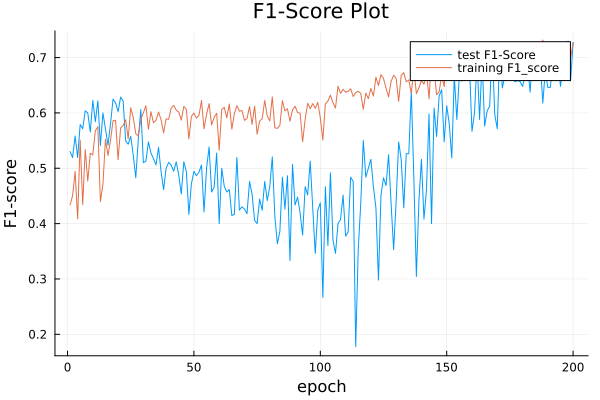 F1-Score Plot
test F1-Score
training F1_score
F1-score
0.7
0.6
0.5
0.4
0.3
0.2
0 50 100 150 200
epoch